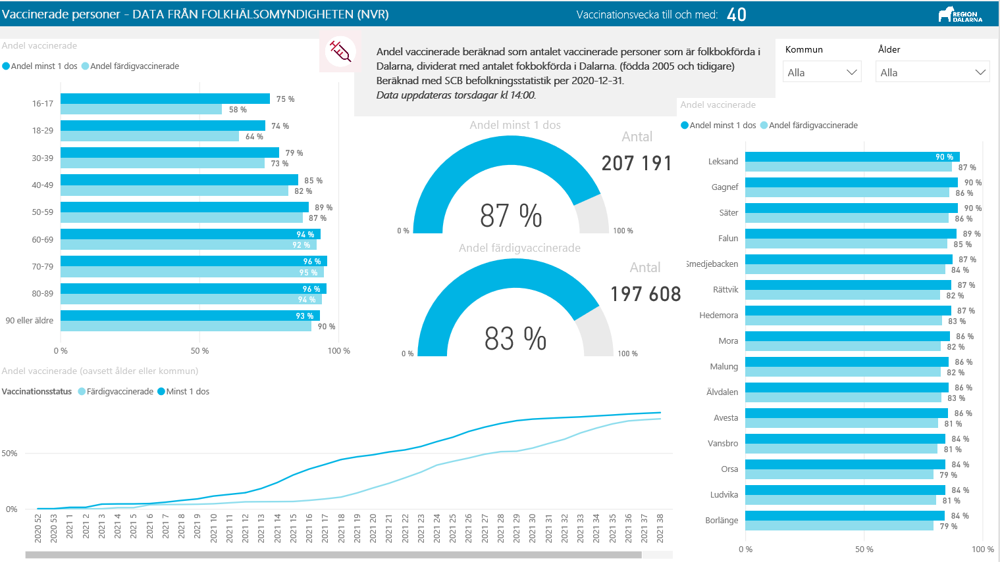 Vaccinerade personer - DATA FRÅN FOLKHÄLSOMYNDIGHETEN (NVR)
Vaccinationsvecka till och med: 40
REGION
DALARNA
Andel vaccinerade
Andel minst 1 dos Andel färdigvaccinerade
16-17 75 %
58 %
18-29 74 %
64 %
30-39 79 %
73 %
40-49 85 %
82 %
50-59 89 %
87 %
60-69 94 %
92 %
70-79 96 %
95 %
80-89 96 %
94 %
90 eller äldre 93 %
90 %
0 % 50 % 100 %
Andel vaccinerade beräknad som antalet vaccinerade personer som är folkbokförda i
Dalarna, dividerat med antalet fokbokförda i Dalarna. (födda 2005 och tidigare)
Beräknad med SCB befolkningsstatistik per 2020-12-31.
Data uppdateras torsdagar kl 14:00.
Kommun Ålder
Alla Alla
Andel minst 1 dos
Antal
207 191
87 %
0 % 100 %
Andel färdigvaccinerade
Antal
197 608
83 %
0 % 100 %
Andel vaccinerade
Andel minst 1 dos Andel färdigvaccinerade
0 % 50 % 100 %
Leksand 90 %
87 %
Gagnef 90 %
86 %
Säter 90 %
86 %
Falun 89 %
85 %
Smedjebacken 87 %
84 %
Rättvik 87 %
82 %
Hedemora 87 %
83 %
Mora 86 %
82 %
Malung 86 %
82 %
Älvdalen 86 %
83 %
Avesta 86 %
81 %
Vansbro 84 %
81 %
Orsa 84 %
79 %
Ludvika 84 %
81 %
Borlänge 84 %
79 %
0 % 50 % 100 %
Andel vaccinerade (oavsett ålder eller kommun)
Vaccinationsstatus Färdigvaccinerade Minst 1 dos
50%
0%
2020 52
2020 53
2021 1
2021 2
2021 3
2021 4
2021 5
2021 6
2021 7
2021 8
2021 9
2021 10
2021 11
2021 12
2021 13
2021 14
2021 15
2021 16
2021 17
2021 18
2021 19
2021 20
2021 21
2021 22
2021 23
2021 24
2021 25
2021 26
2021 27
2021 28
2021 29
2021 30
2021 31
2021 32
2021 33
2021 34
2021 35
2021 36
2021 37
2021 38